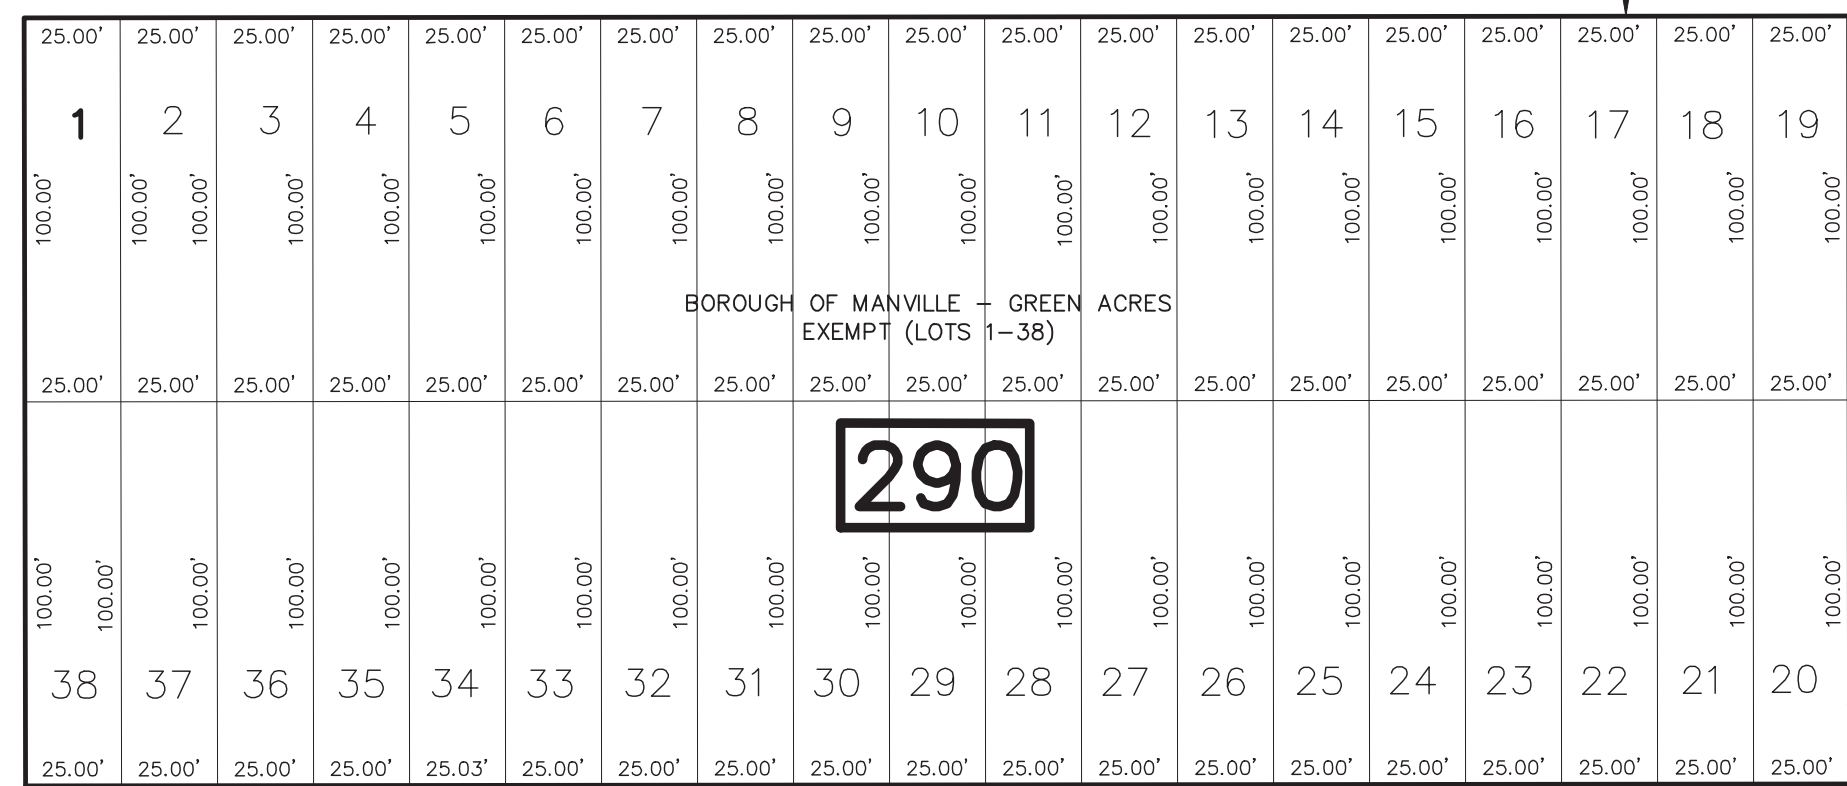 25.00' 25.00' 25.00' 25.00' 25.00' 25.00' 25.00' 25.00' 25.00' 25.00' 25.00' 25.00' 25.00' 25.00' 25.00' 25.00' 25.00' 25.00' 25.00'
1 2 3 4 5 6 7 8 9 10 11 12 13 14 15 16 17 18 19
100.00' 100.00' 100.00' 100.00' 100.00' 100.00' 100.00' 100.00' 100.00' 100.00' 100.00' 100.00' 100.00' 100.00' 100.00' 100.00' 100.00' 100.00' 100.00' 100.00'
BOROUGH OF MANVILLE – GREEN ACRES
EXEMPT (LOTS 1–38)
25.00' 25.00' 25.00' 25.00' 25.00' 25.00' 25.00' 25.00' 25.00' 25.00' 25.00' 25.00' 25.00' 25.00' 25.00' 25.00' 25.00' 25.00' 25.00'
290
100.00' 100.00' 100.00' 100.00' 100.00' 100.00' 100.00' 100.00' 100.00' 100.00' 100.00' 100.00' 100.00' 100.00' 100.00' 100.00' 100.00' 100.00' 100.00' 100.00'
38 37 36 35 34 33 32 31 30 29 28 27 26 25 24 23 22 21 20
25.00' 25.00' 25.00' 25.00' 25.03' 25.00' 25.00' 25.00' 25.00' 25.00' 25.00' 25.00' 25.00' 25.00' 25.00' 25.00' 25.00' 25.00' 25.00'